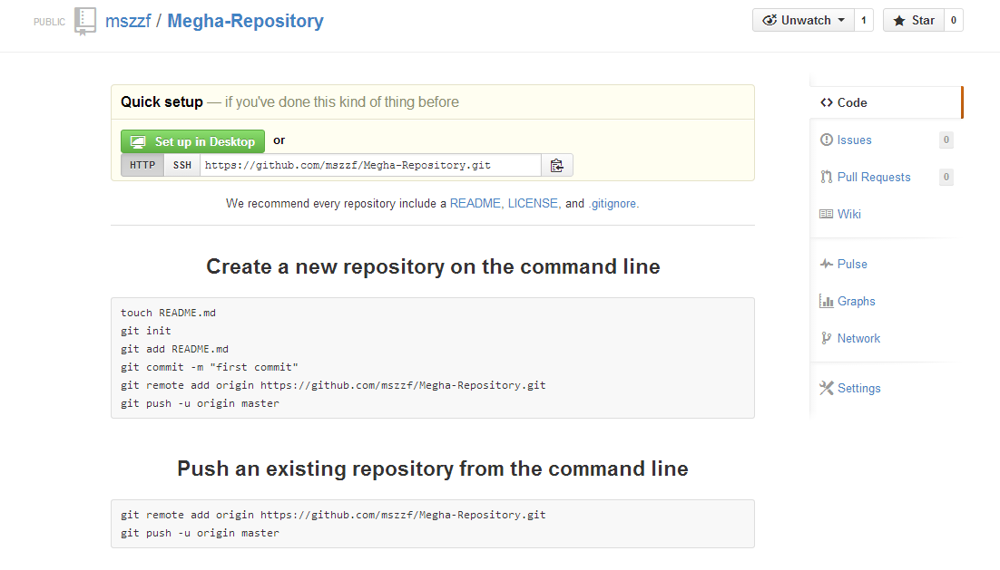 PUBLIC mszzf / Megha-Repository Unwatch 1 Star 0
Quick setup — if you've done this kind of thing before
Set up in Desktop or
HTTP SSH https://github.com/mszzf/Megha-Repository.git
We recommend every repository include a README, LICENSE, and .gitignore.
Create a new repository on the command line
touch README.md
git init
git add README.md
git commit -m "first commit"
git remote add origin https://github.com/mszzf/Megha-Repository.git
git push -u origin master
Push an existing repository from the command line
git remote add origin https://github.com/mszzf/Megha-Repository.git
git push -u origin master
Code
Issues 0
Pull Requests 0
Wiki
Pulse
Graphs
Network
Settings